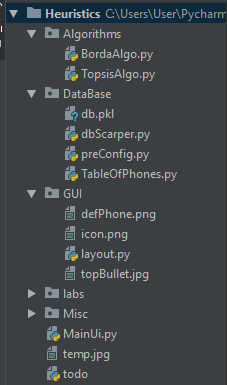 Heuristics C:\Users\User\Pycharm
Algorithms
BordaAlgo.py
TopsisAlgo.py
DataBase
db.pkl
dbScarper.py
preConfig.py
TableOfPhones.py
GUI
defPhone.png
icon.png
layout.py
topBullet.jpg
labs
Misc
MainUi.py
temp.jpg
todo